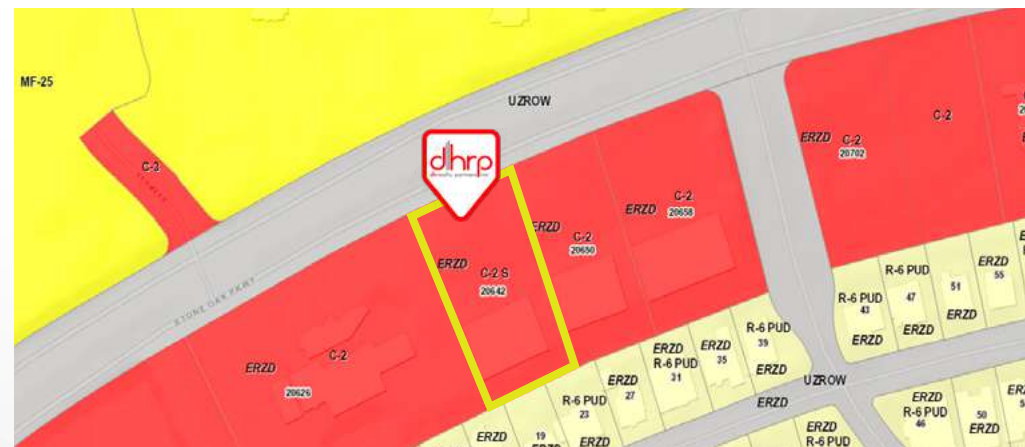 MF-25
UZROW
C-3
dhrp
ERZD
C-2
20702
C-2
ERZD
C-2
20658
ERZD
C-2
20650
ERZD
C-2 S
20642
STONE OAK PKWY
ERZD
C-2
20626
R-6 PUD
43
ERZD
R-6 PUD
47
ERZD
51
ERZD
ERZD
55
R-6 PUD
39
ERZD
ERZD
35
ERZD
R-6 PUD
31
ERZD
27
R-6 PUD
23
ERZD
19
ERZD
UZROW
ERZD
ERZD
R-6 PUD
46
50
ERZD
ERZD
R-6 PUD